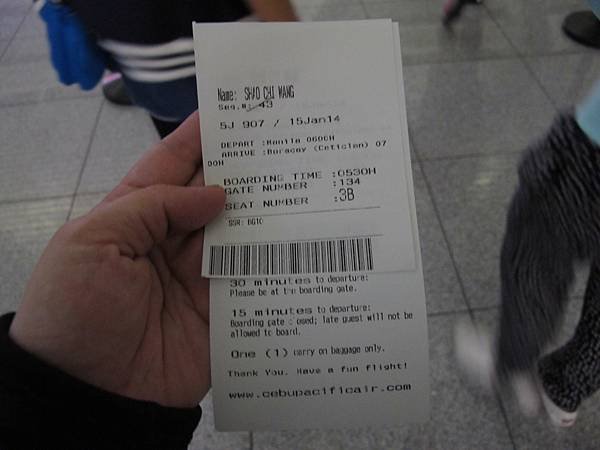 Name: SHAO CHI WANG
Seq.#: 43
5J 907 / 15Jan14
DEPART :Manila 0600H
ARRIVE :Boracay (Caticlan) 07
00H
BOARDING TIME :0530H
GATE NUMBER :134
SEAT NUMBER :3B
SSR: BG10
30 minutes to departure:
Please be at the boarding gate.
15 minutes to departure:
Boarding gate closed; late guest will not be
allowed to board.
One (1) carry on baggage only.
Thank You. Have a fun flight!
www.cebupacificair.com